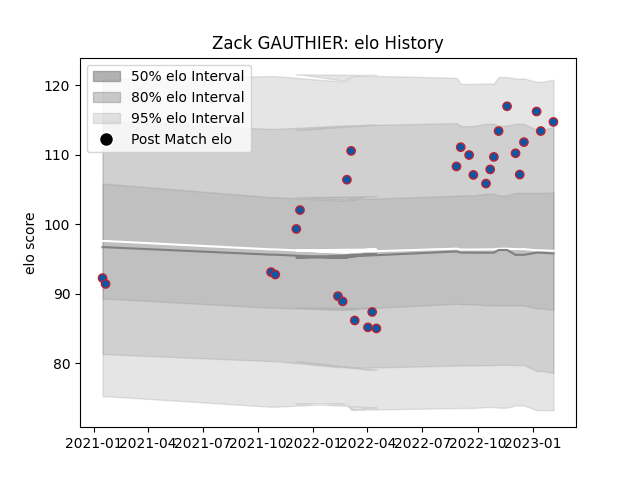 Zack GAUTHIER: elo History
50% elo Interval
80% elo Interval
95% elo Interval
Post Match elo
elo score
120
110
100
90
80
2021-01 2021-04 2021-07 2021-10 2022-01 2022-04 2022-07 2022-10 2023-01